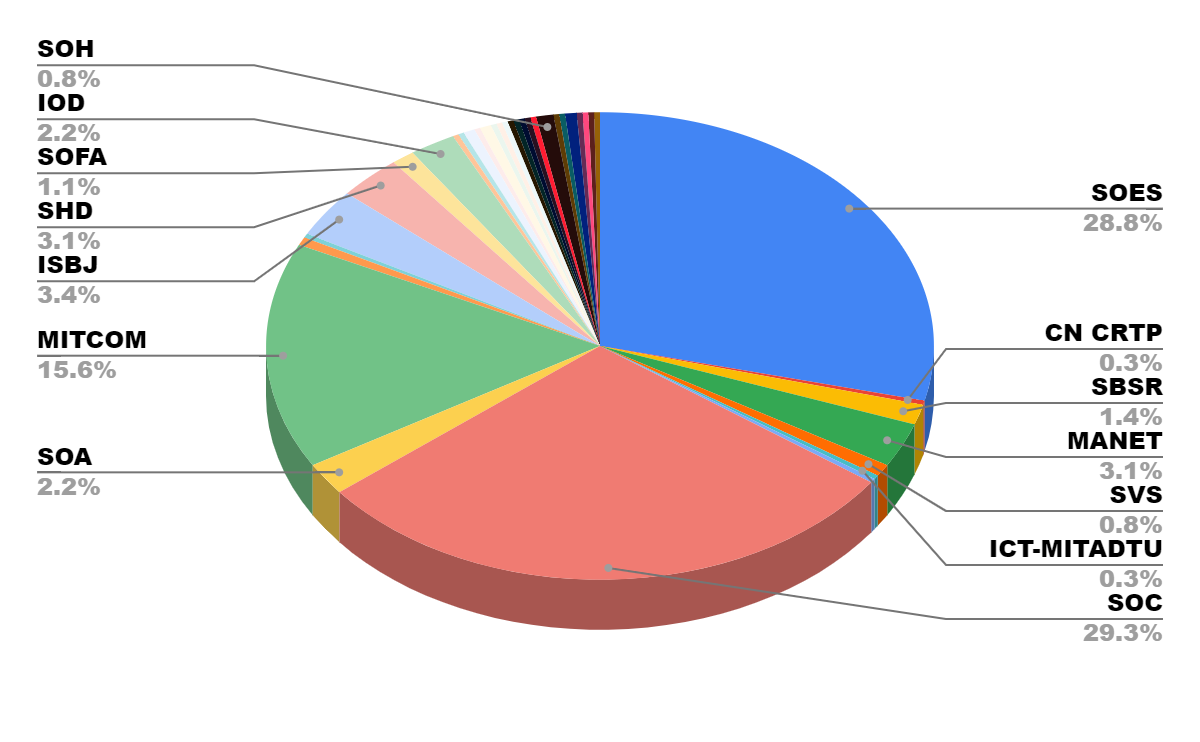 SOH
0.8%
IOD
2.2%
SOFA
1.1%
SHD
3.1%
ISBJ
3.4%
MITCOM
15.6%
SOA
2.2%
SOES
28.8%
CN CRTP
0.3%
SBSR
1.4%
MANET
3.1%
SVS
0.8%
ICT-MITADTU
0.3%
SOC
29.3%